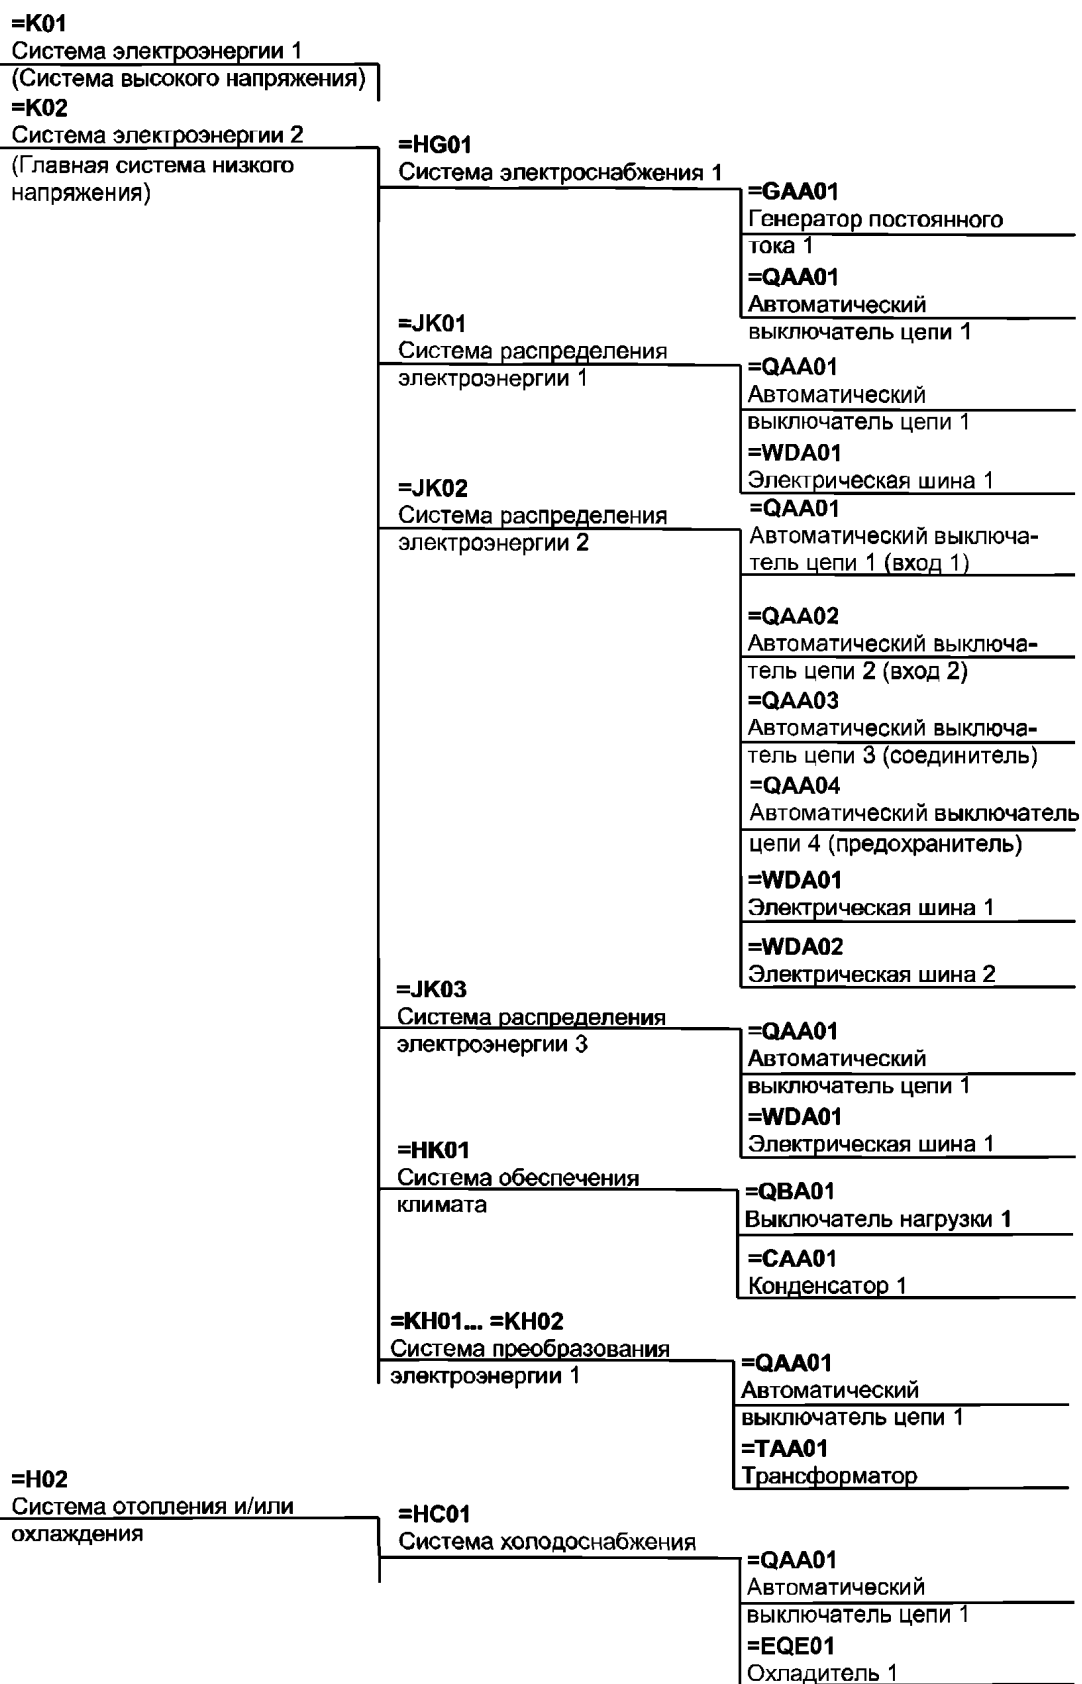 =K01
Система электроэнергии 1
(Система высокого напряжения)
=K02
Система электроэнергии 2
(Главная система низкого
напряжения)
=HG01
Система электроснабжения 1
=GAA01
Генератор постоянного
тока 1
=QAA01
Автоматический
выключатель цепи 1
=JK01
Система распределения
электроэнергии 1
=QAA01
Автоматический
выключатель цепи 1
=WDA01
Электрическая шина 1
=JK02
Система распределения
электроэнергии 2
=QAA01
Автоматический выключа-
тель цепи 1 (вход 1)
=QAA02
Автоматический выключа-
тель цепи 2 (вход 2)
=QAA03
Автоматический выключа-
тель цепи 3 (соединитель)
=QAA04
Автоматический выключатель
цепи 4 (предохранитель)
=WDA01
Электрическая шина 1
=WDA02
Электрическая шина 2
=JK03
Система распределения
электроэнергии 3
=QAA01
Автоматический
выключатель цепи 1
=WDA01
Электрическая шина 1
=HK01
Система обеспечения
климата
=QBA01
Выключатель нагрузки 1
=CAA01
Конденсатор 1
=KH01... =KH02
Система преобразования
электроэнергии 1
=QAA01
Автоматический
выключатель цепи 1
=TAA01
Трансформатор
=H02
Система отопления и/или
охлаждения
=HC01
Система холодоснабжения
=QAA01
Автоматический
выключатель цепи 1
=EQE01
Охладитель 1